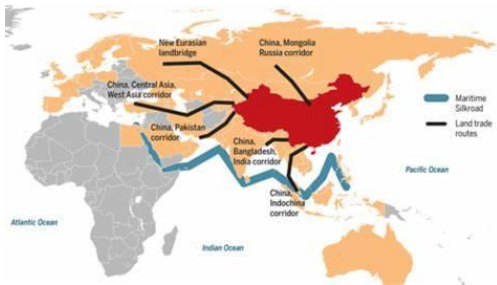 New Eurasian
landbridge
China, Mongolia
Russia corridor
China, Central Asia,
West Asia corridor
China, Pakistan
corridor
China,
Bangladesh,
India corridor
China,
Indochina
corridor
Maritime
Silkroad
Land trade
routes
Pacific Ocean
Atlantic Ocean
Indian Ocean